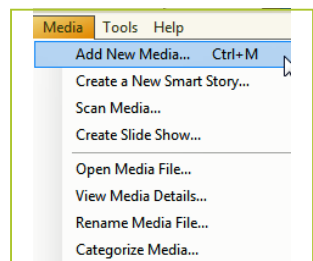 Media Tools Help
Add New Media... Ctrl+M
Create a New Smart Story...
Scan Media...
Create Slide Show...
Open Media File...
View Media Details...
Rename Media File...
Categorize Media...